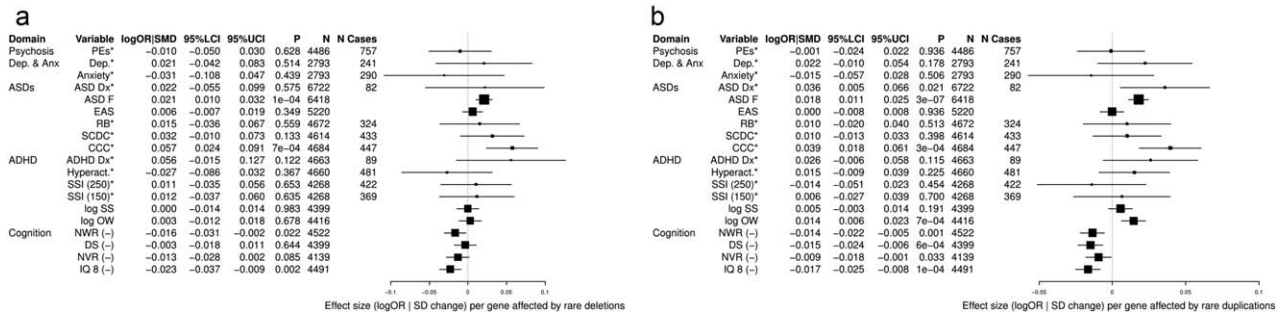 a
Domain Variable logOR|SMD 95%LCI 95%UCI P N N Cases
Psychosis PEs* −0.010 −0.050 0.030 0.628 4486 757
Dep. & Anx Dep.* 0.021 −0.042 0.083 0.514 2793 241
Anxiety* −0.031 −0.108 0.047 0.439 2793 290
ASDs ASD Dx* 0.022 −0.055 0.099 0.575 6722 82
ASD F 0.021 0.010 0.032 1e−04 6418
EAS 0.006 −0.007 0.019 0.349 5220
RB* 0.015 −0.036 0.067 0.559 4672 324
SCDC* 0.032 −0.010 0.073 0.133 4614 433
CCC* 0.057 0.024 0.091 7e−04 4684 447
ADHD ADHD Dx* 0.056 −0.015 0.127 0.122 4663 89
Hyperact.* −0.027 −0.086 0.032 0.367 4660 481
SSI (250)* 0.011 −0.035 0.056 0.653 4268 422
SSI (150)* 0.012 −0.037 0.060 0.635 4268 369
log SS 0.000 −0.014 0.014 0.983 4399
log OW 0.003 −0.012 0.018 0.678 4416
Cognition NWR (−) −0.016 −0.031 −0.002 0.022 4522
DS (−) −0.003 −0.018 0.011 0.644 4399
NVR (−) −0.013 −0.028 0.002 0.085 4139
IQ 8 (−) −0.023 −0.037 −0.009 0.002 4491
−0.1 −0.05 0 0.05 0.1
Effect size (logOR | SD change) per gene affected by rare deletions
b
Domain Variable logOR|SMD 95%LCI 95%UCI P N N Cases
Psychosis PEs* −0.001 −0.024 0.022 0.936 4486 757
Dep. & Anx Dep.* 0.022 −0.010 0.054 0.178 2793 241
Anxiety* −0.015 −0.057 0.028 0.506 2793 290
ASDs ASD Dx* 0.036 0.005 0.066 0.021 6722 82
ASD F 0.018 0.011 0.025 3e−07 6418
EAS 0.000 −0.008 0.008 0.936 5220
RB* 0.010 −0.020 0.040 0.513 4672 324
SCDC* 0.010 −0.013 0.033 0.398 4614 433
CCC* 0.039 0.018 0.061 3e−04 4684 447
ADHD ADHD Dx* 0.026 −0.006 0.058 0.115 4663 89
Hyperact.* 0.015 −0.009 0.039 0.225 4660 481
SSI (250)* −0.014 −0.051 0.023 0.454 4268 422
SSI (150)* 0.006 −0.027 0.039 0.700 4268 369
log SS 0.005 −0.003 0.014 0.191 4399
log OW 0.014 0.006 0.023 7e−04 4416
Cognition NWR (−) −0.014 −0.022 −0.005 0.001 4522
DS (−) −0.015 −0.024 −0.006 6e−04 4399
NVR (−) −0.009 −0.018 −0.001 0.033 4139
IQ 8 (−) −0.017 −0.025 −0.008 1e−04 4491
−0.05 0 0.05 0.1
Effect size (logOR | SD change) per gene affected by rare duplications